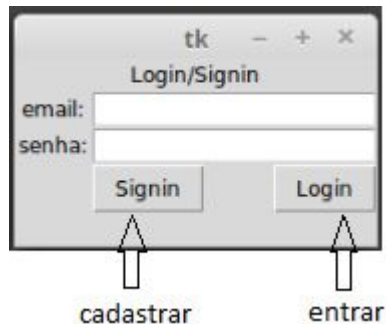 tk
Login/Signin
email:
senha:
Signin Login
cadastrar entrar